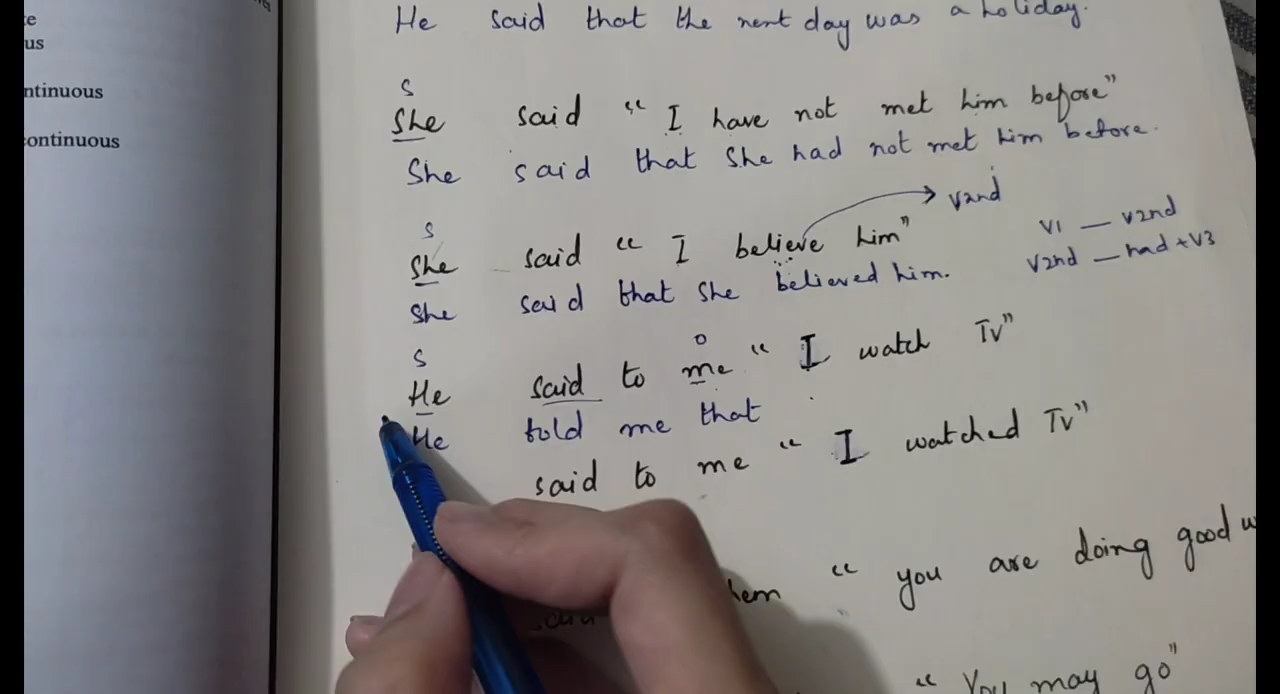 us
ntinuous
ontinuous
He said that the next day was a holiday.
S
She said “ I have not met him before”
She said that she had not met him before.
S V2nd
She said “ I believe him” V1 — V2nd
She said that she believed him. V2nd — had + V3
S O
He said to me “ I watch Tv”
He told me that
said to me “ I watched Tv”
hem “ you are doing good w
said
“ You may go”